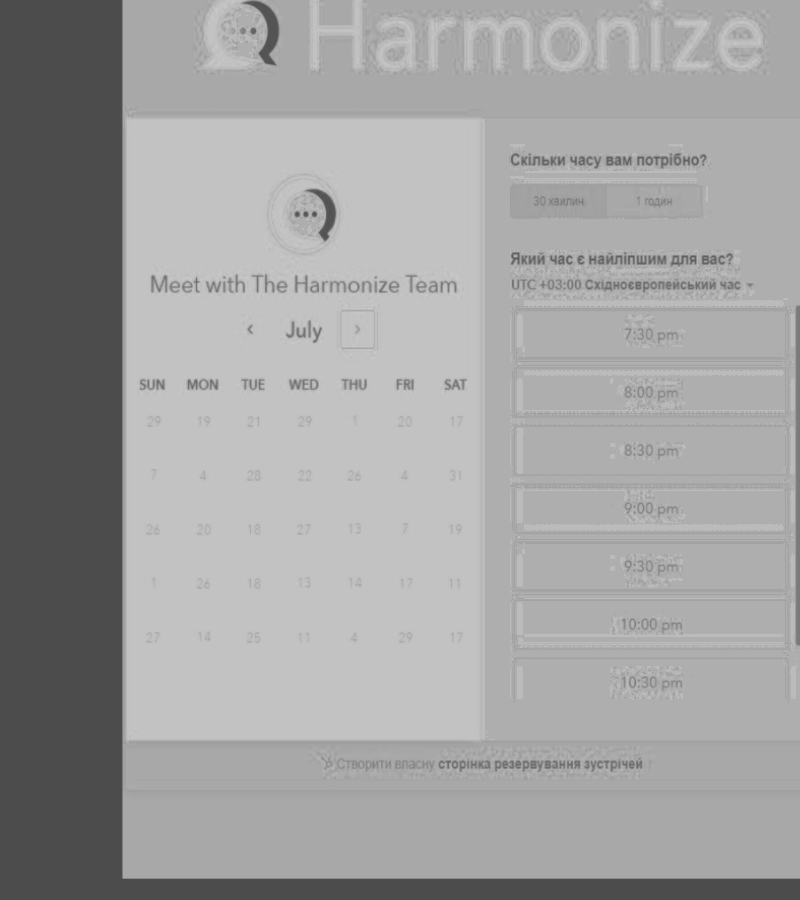 Harmonize
Meet with The Harmonize Team
July
SUN MON TUE WED THU FRI SAT
29 19 21 29 1 20 17
7 4 28 22 26 4 31
26 20 18 27 13 7 19
1 26 18 13 14 17 11
27 14 25 11 4 29 17
Скільки часу вам потрібно?
30 хвилин 1 годин
Який час є найліпшим для вас?
UTC +03:00 Східноєвропейський час
7:30 pm
8:00 pm
8:30 pm
9:00 pm
9:30 pm
10:00 pm
10:30 pm
Створити власну сторінка резервування зустрічей